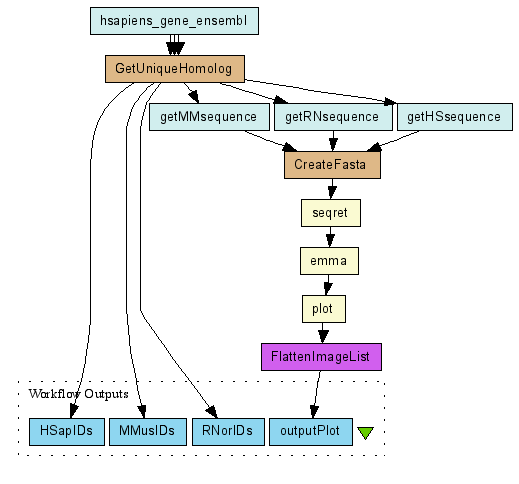 hsapiens_gene_ensembl
GetUniqueHomolog
getMMsequence
getRNsequence
getHSsequence
CreateFasta
seqret
emma
plot
FlattenImageList
Workflow Outputs
HSapIDs
MMusIDs
RNorIDs
outputPlot